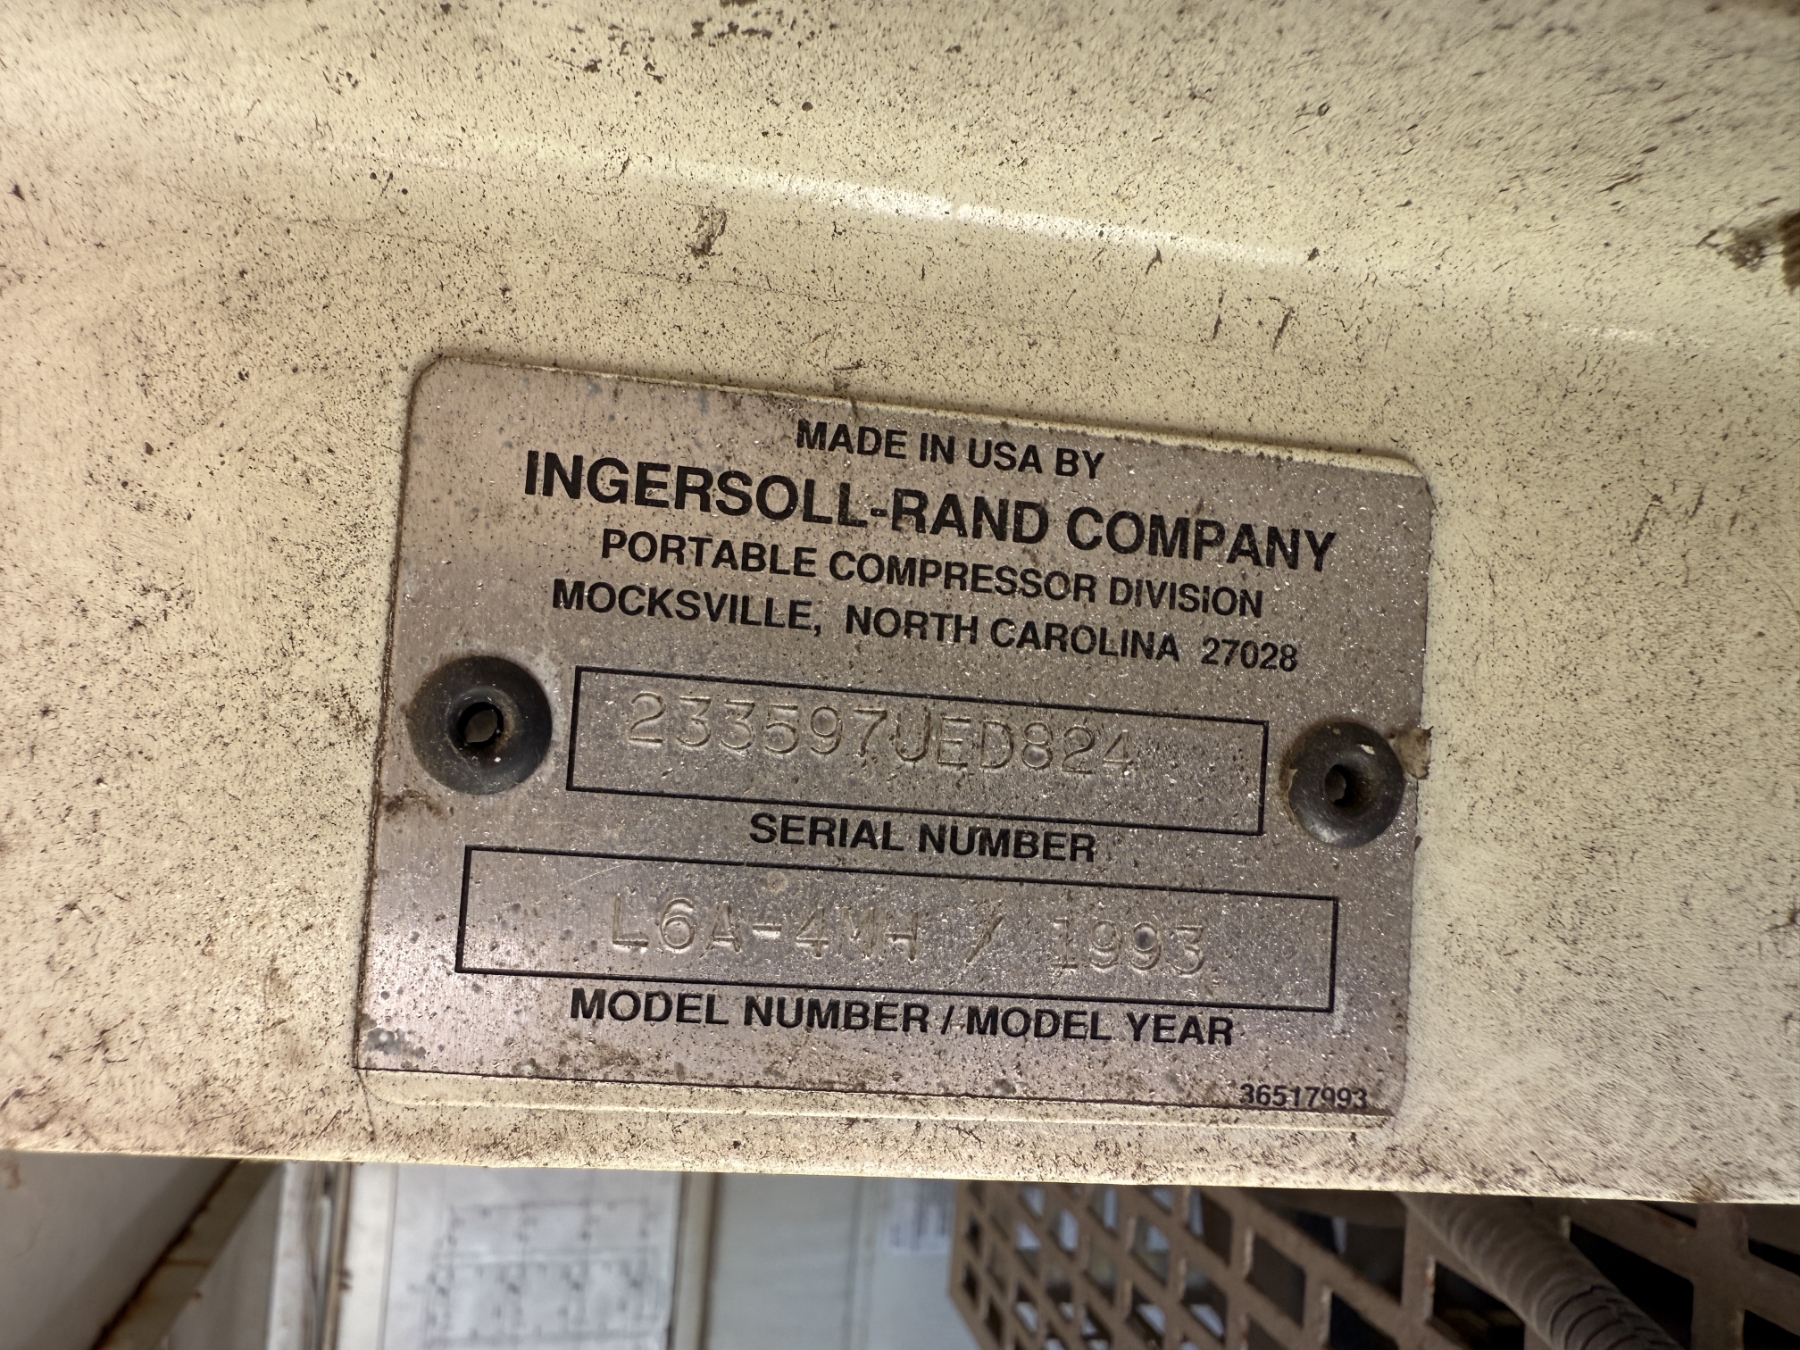 MADE IN USA BY
INGERSOLL-RAND COMPANY
PORTABLE COMPRESSOR DIVISION
MOCKSVILLE, NORTH CAROLINA 27028
233597UED824
SERIAL NUMBER
L6A-4MH / 1993
MODEL NUMBER / MODEL YEAR
36517993